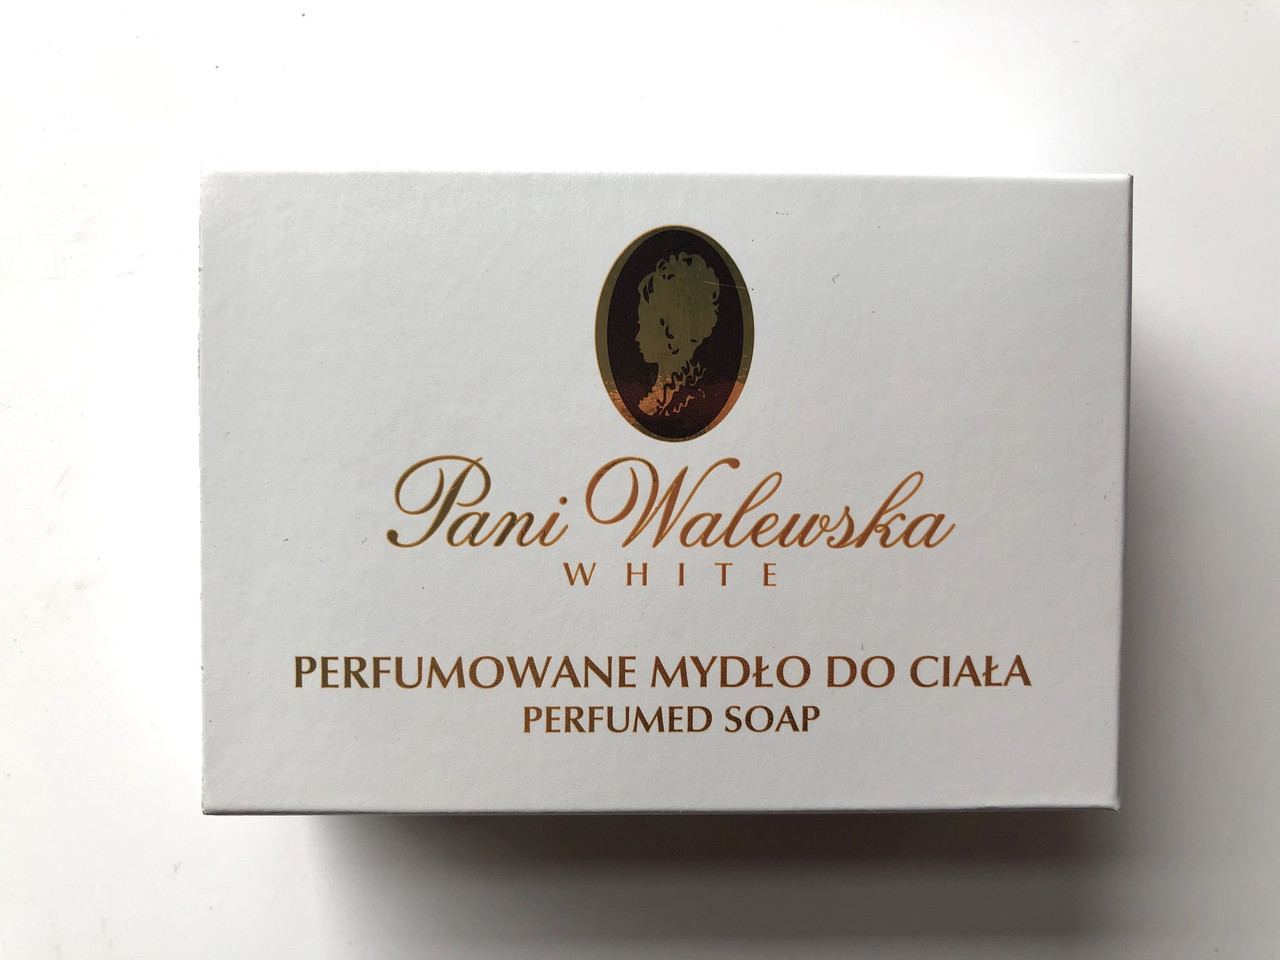 Pani Walewska
WHITE
PERFUMOWANE MYDŁO DO CIAŁA
PERFUMED SOAP